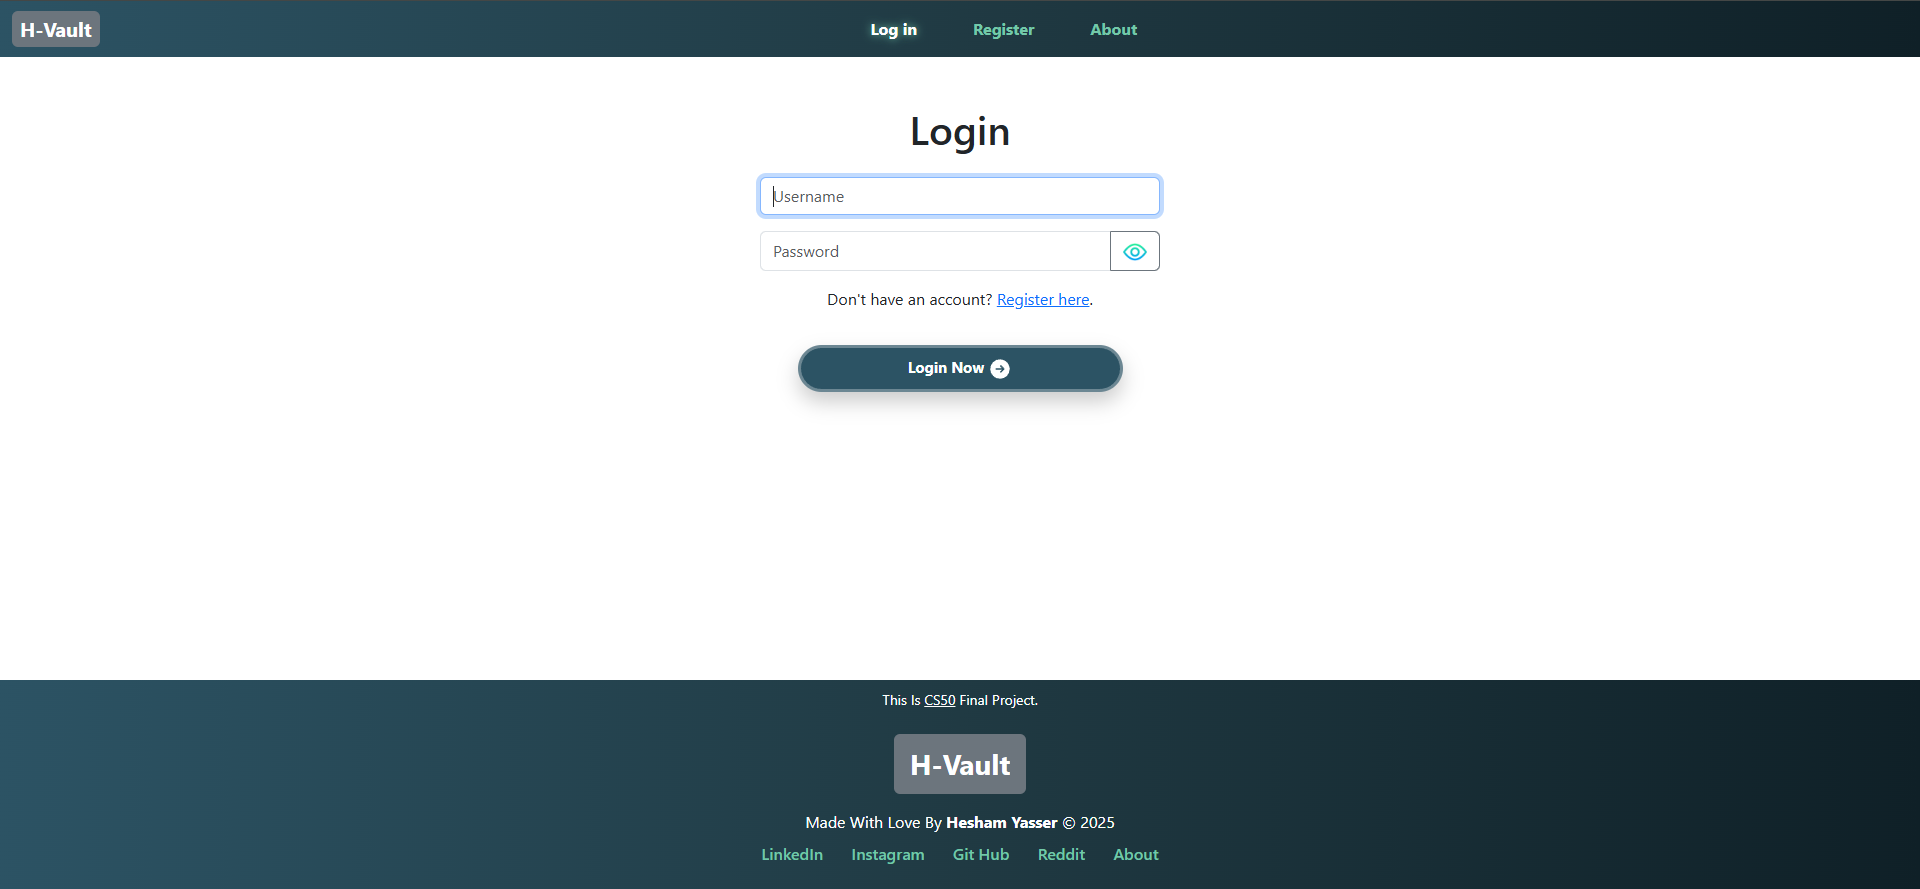 H-Vault Log in Register About
Login
Username
Password
Don't have an account? Register here.
Login Now
This Is CS50 Final Project.
H-Vault
Made With Love By Hesham Yasser © 2025
LinkedIn Instagram Git Hub Reddit About